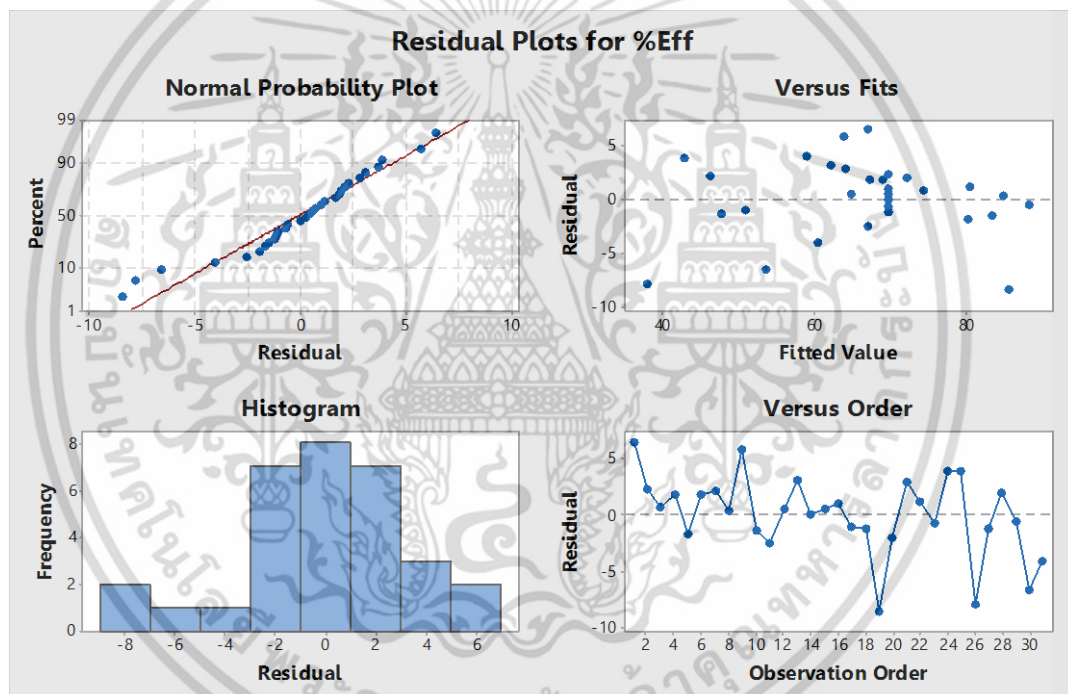 Residual Plots for %Eff
Normal Probability Plot
Versus Fits
99
90
50
10
1
Percent
-10 -5 0 5 10
Residual
5
0
-5
-10
Residual
40 60 80
Fitted Value
Histogram
Versus Order
8
6
4
2
0
Frequency
-8 -6 -4 -2 0 2 4 6
Residual
5
0
-5
-10
Residual
2 4 6 8 10 12 14 16 18 20 22 24 26 28 30
Observation Order